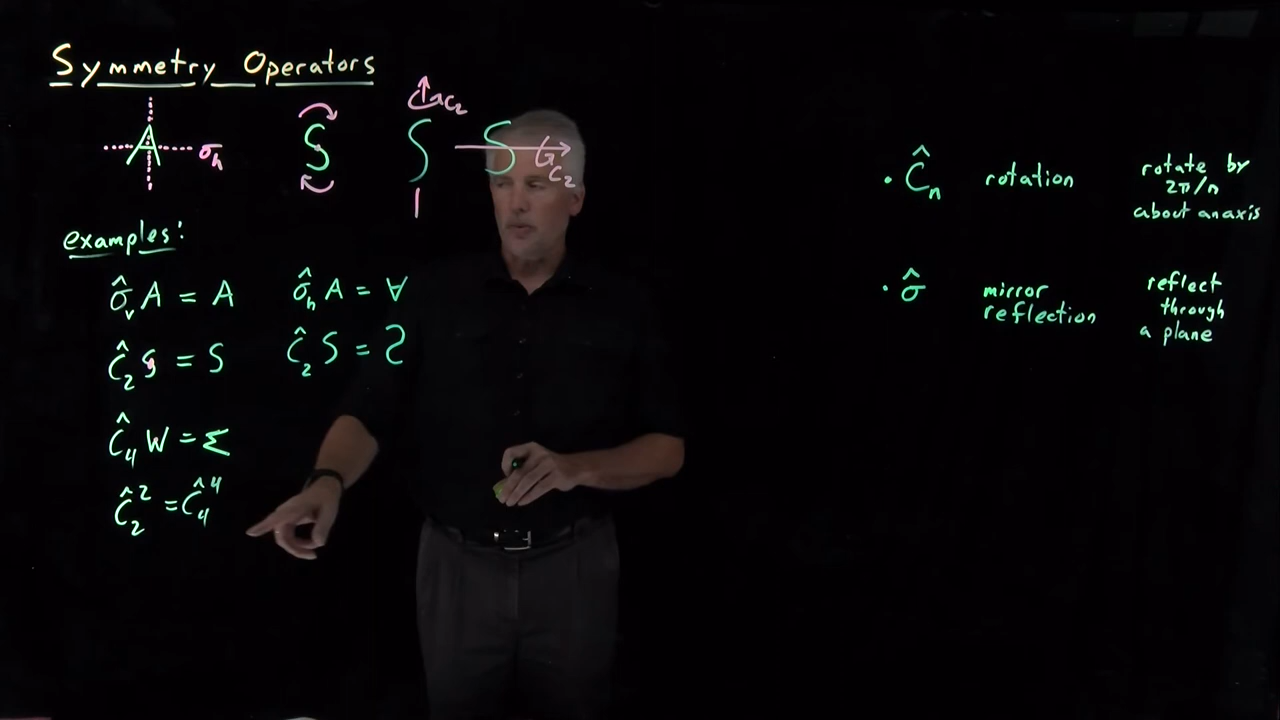 Symmetry Operators
A σh
S
S C2
S C2
examples:
σ̂v A = A
σ̂h A = ∀
Ĉ2 S = S
Ĉ2 S = Ƨ
Ĉ4 W = Σ
Ĉ2² = Ĉ4⁴
· Ĉn rotation rotate by
2π/n
about an axis
· σ̂ mirror reflect
reflection through
a plane